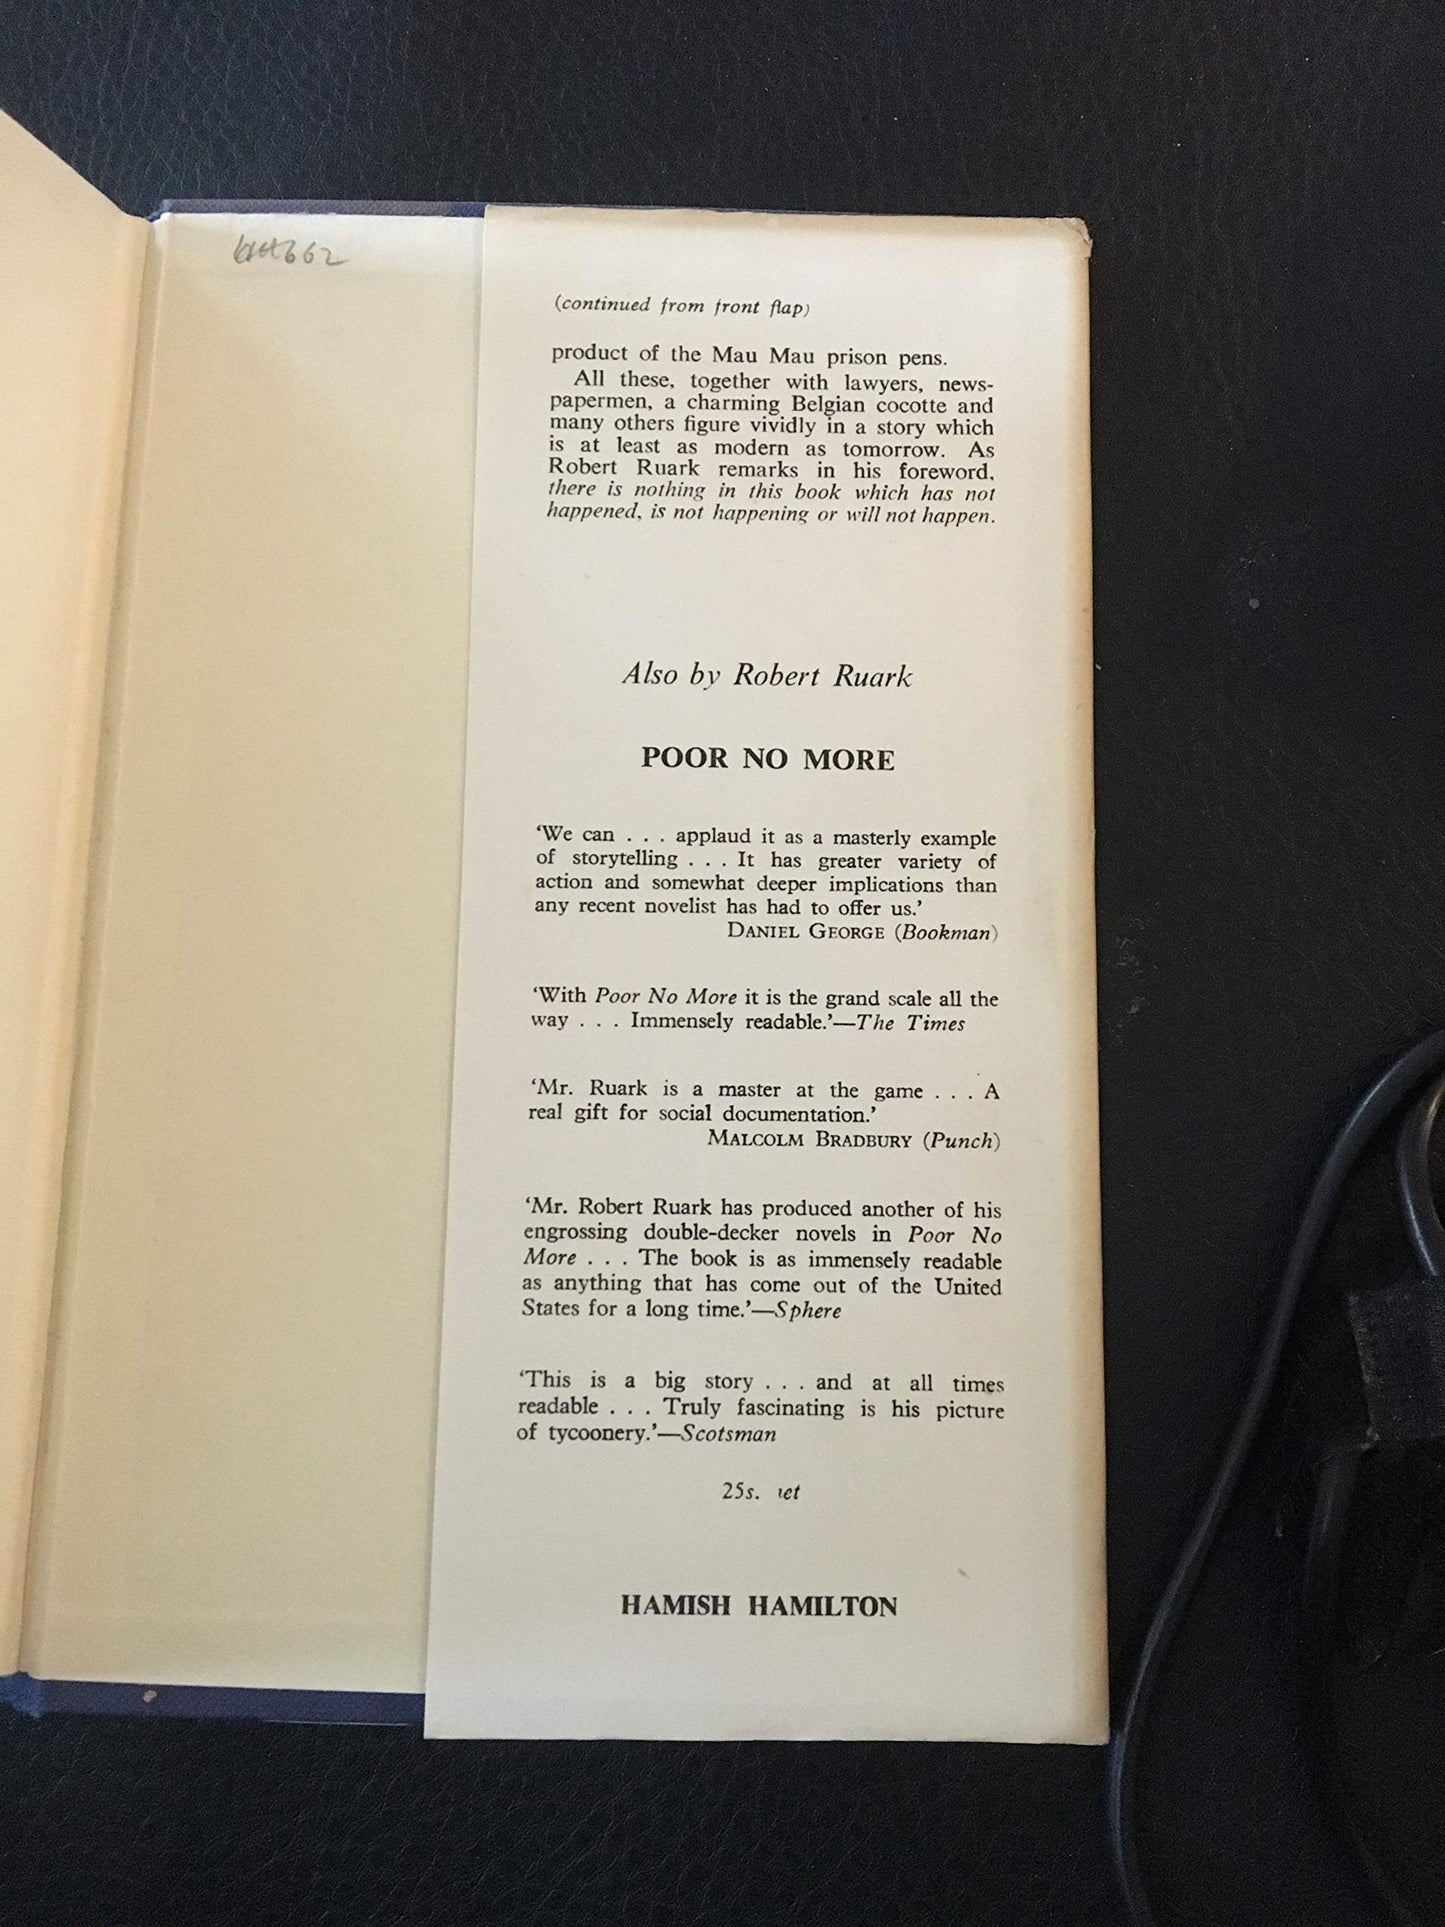 (continued from front flap)
product of the Mau Mau prison pens.
All these, together with lawyers, news-
papermen, a charming Belgian cocotte and
many others figure vividly in a story which
is at least as modern as tomorrow. As
Robert Ruark remarks in his foreword,
there is nothing in this book which has not
happened, is not happening or will not happen.
Also by Robert Ruark
POOR NO MORE
‘We can . . . applaud it as a masterly example
of storytelling . . . It has greater variety of
action and somewhat deeper implications than
any recent novelist has had to offer us.’
DANIEL GEORGE (Bookman)
‘With Poor No More it is the grand scale all the
way . . . Immensely readable.’—The Times
‘Mr. Ruark is a master at the game . . . A
real gift for social documentation.’
MALCOLM BRADBURY (Punch)
‘Mr. Robert Ruark has produced another of his
engrossing double-decker novels in Poor No
More . . . The book is as immensely readable
as anything that has come out of the United
States for a long time.’—Sphere
‘This is a big story . . . and at all times
readable . . . Truly fascinating is his picture
of tycoonery.’—Scotsman
25s.
HAMISH HAMILTON